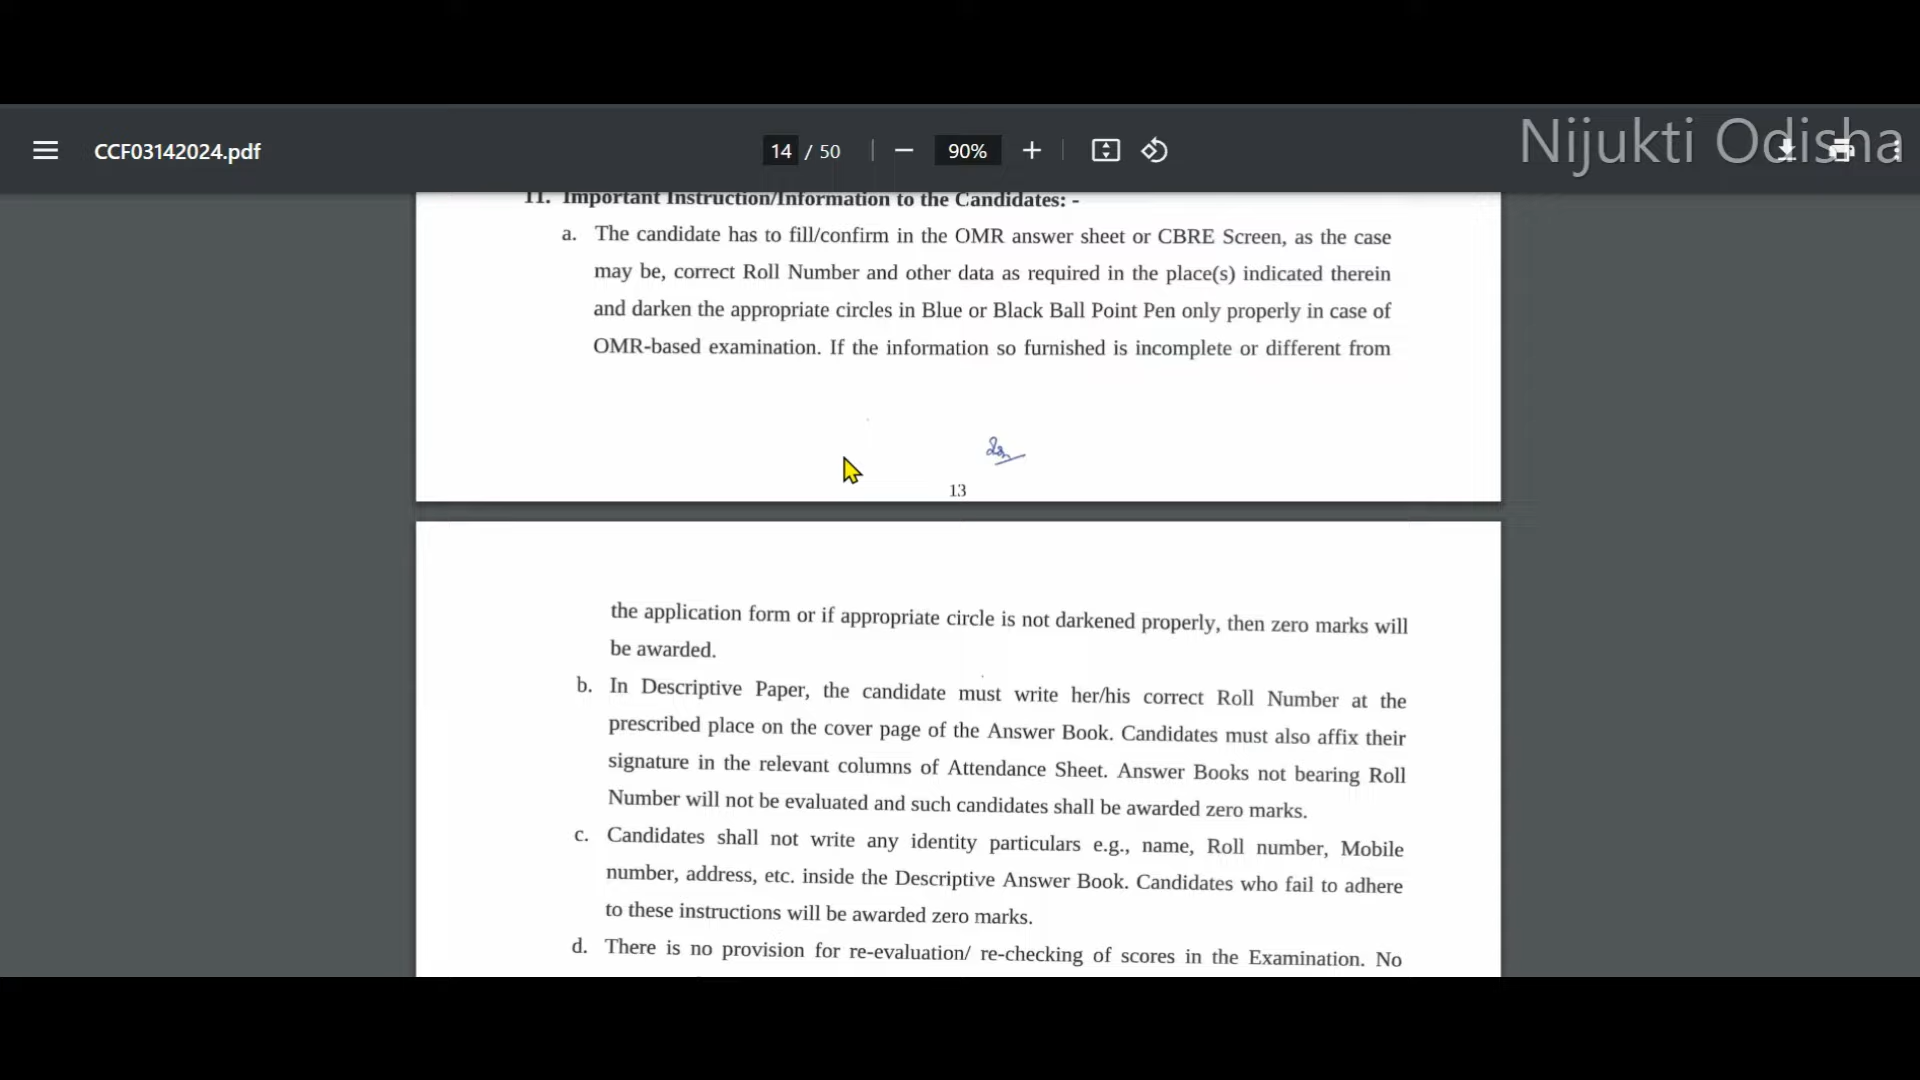 CCF03142024.pdf
14 / 50
90%
Nijukti Odisha
11. Important Instruction/Information to the Candidates: -
a. The candidate has to fill/confirm in the OMR answer sheet or CBRE Screen, as the case
may be, correct Roll Number and other data as required in the place(s) indicated therein
and darken the appropriate circles in Blue or Black Ball Point Pen only properly in case of
OMR-based examination. If the information so furnished is incomplete or different from
13
the application form or if appropriate circle is not darkened properly, then zero marks will
be awarded.
b. In Descriptive Paper, the candidate must write her/his correct Roll Number at the
prescribed place on the cover page of the Answer Book. Candidates must also affix their
signature in the relevant columns of Attendance Sheet. Answer Books not bearing Roll
Number will not be evaluated and such candidates shall be awarded zero marks.
c. Candidates shall not write any identity particulars e.g., name, Roll number, Mobile
number, address, etc. inside the Descriptive Answer Book. Candidates who fail to adhere
to these instructions will be awarded zero marks.
d. There is no provision for re-evaluation/ re-checking of scores in the Examination. No